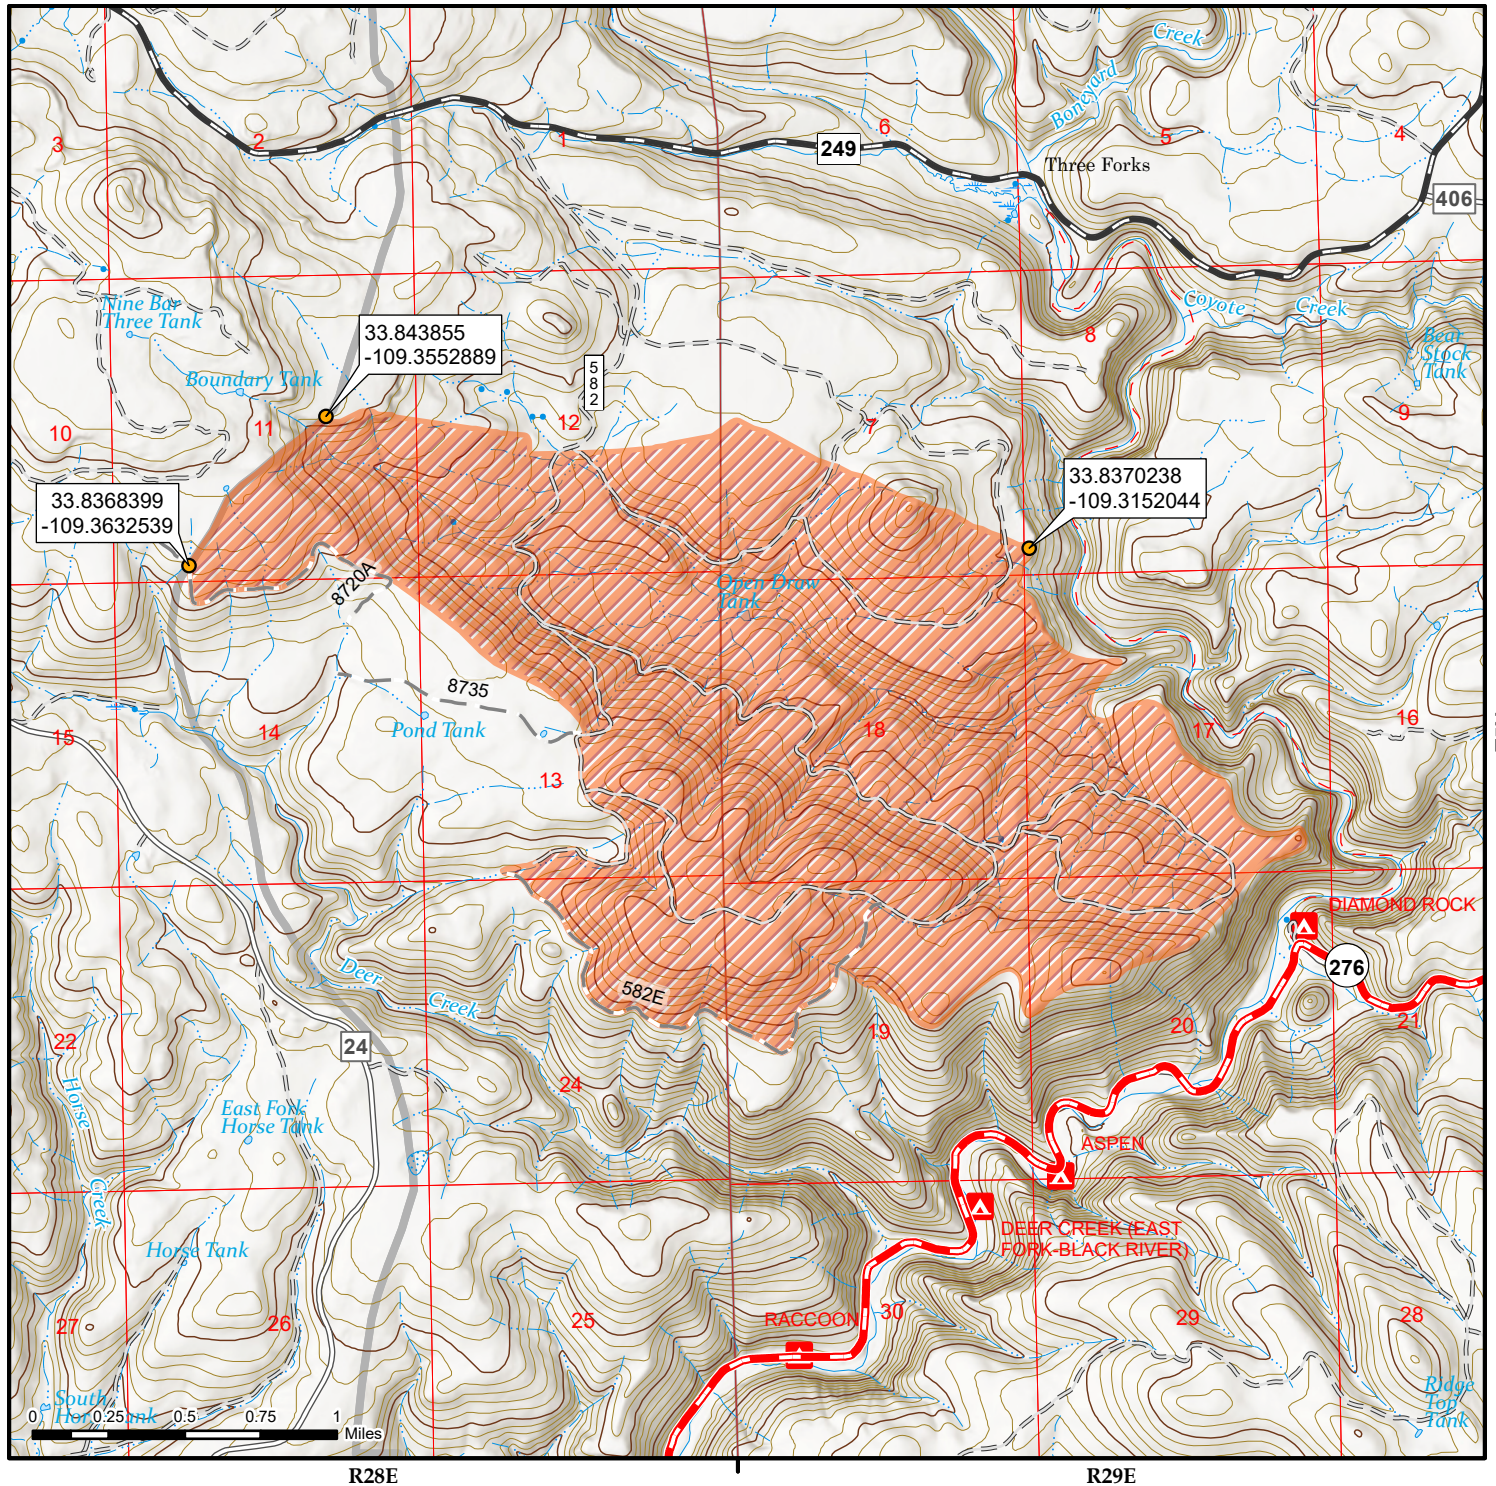 Creek
Boneyard
3
2
1
6
5
4
249
Three Forks
406
Nine Bar
Three Tank
Coyote
Creek
8
Bear
Stock
Tank
33.843855
-109.3552889
Boundary Tank
5
8
2
10
11
12
7
9
33.8368399
-109.3632539
33.8370238
-109.3152044
8720A
Open Draw
Tank
8735
Pond Tank
15
14
13
18
17
16
DIAMOND ROCK
276
Deer
Creek
582E
22
24
19
20
21
Horse
Creek
24
East Fork
Horse Tank
ASPEN
DEER CREEK (EAST
FORK-BLACK RIVER)
Horse Tank
27
26
25
RACCOON
30
29
28
South
Horse Tank
Ridge
Top
Tank
0 0.25 0.5 0.75 1
Miles
R28E
R29E